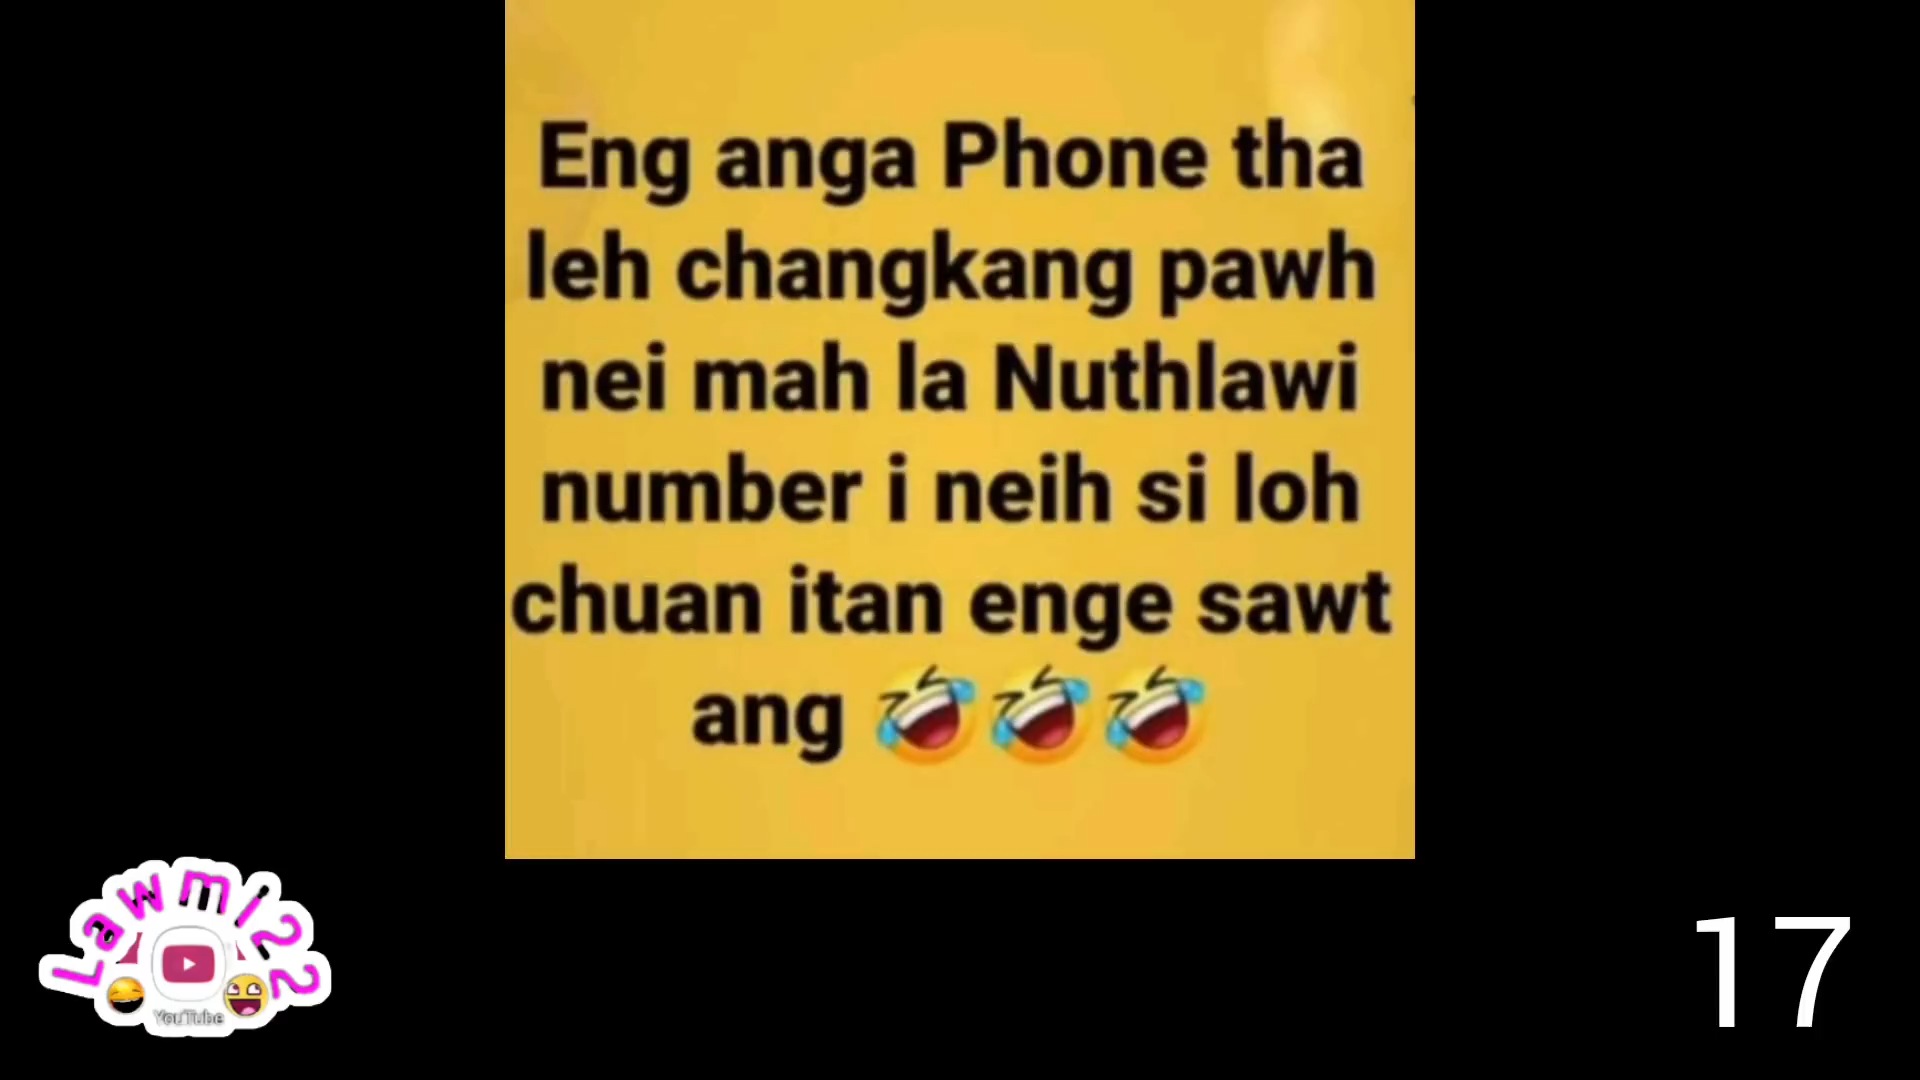 Eng anga Phone tha
leh changkang pawh
nei mah la Nuthlawi
number i neih si loh
chuan itan enge sawt
ang 🤣🤣🤣
Lawmi22
YouTube
17